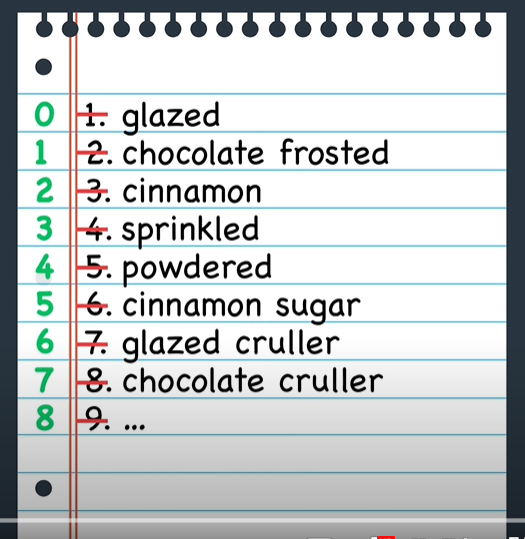 0 1. glazed
1 2. chocolate frosted
2 3. cinnamon
3 4. sprinkled
4 5. powdered
5 6. cinnamon sugar
6 7. glazed cruller
7 8. chocolate cruller
8 9. ...